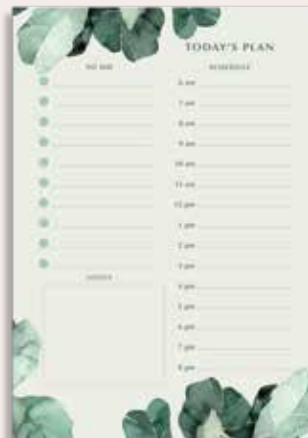 TODAY'S PLAN
TO DO
SCHEDULE
6 am
7 am
8 am
9 am
10 am
11 am
12 pm
1 pm
2 pm
3 pm
4 pm
5 pm
6 pm
7 pm
8 pm
NOTES